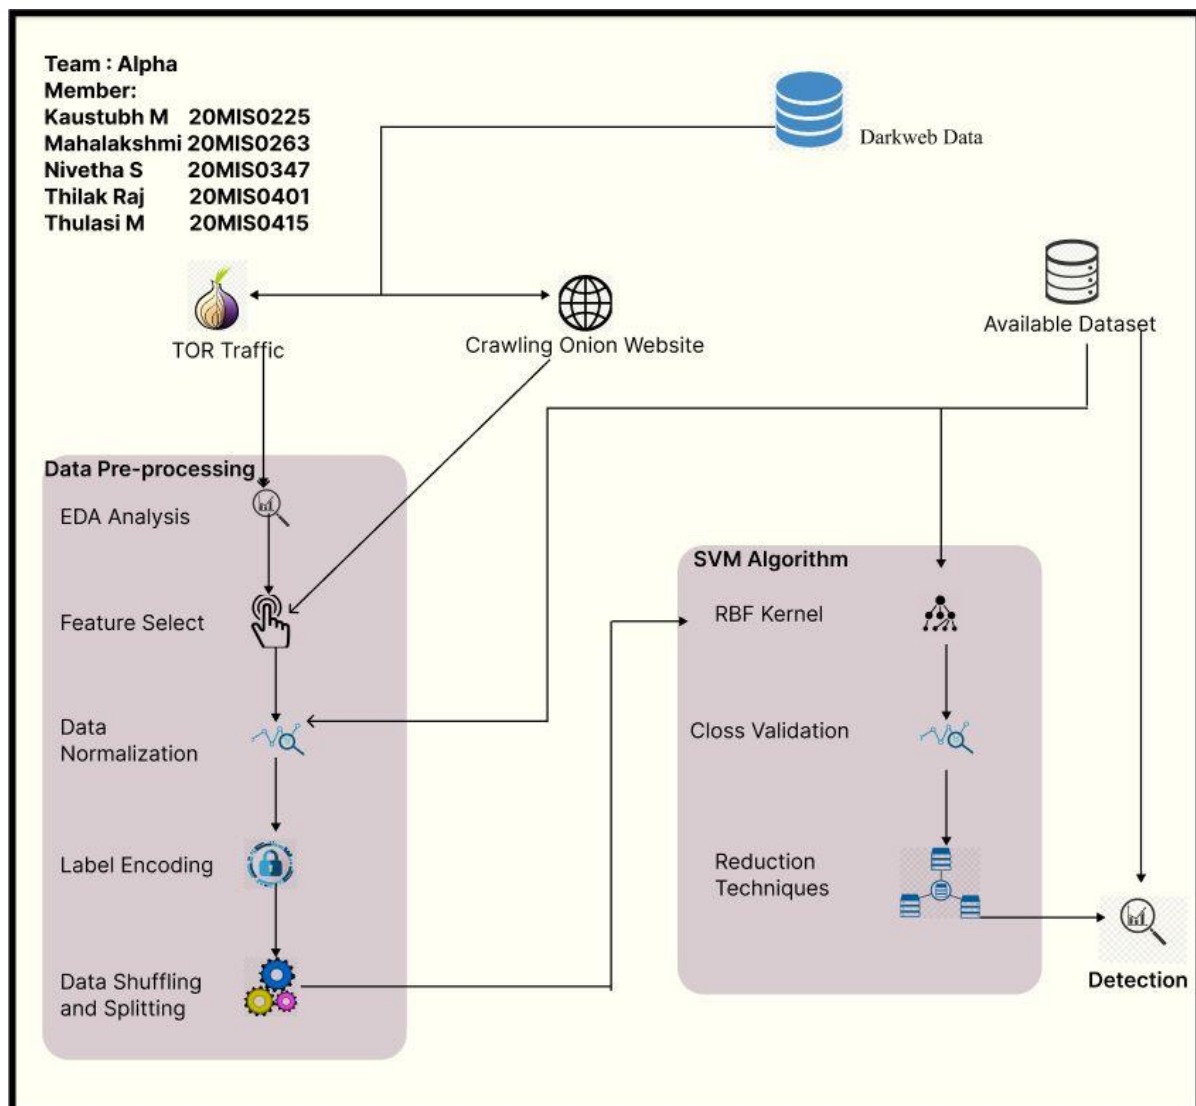 Team : Alpha
Member:
Kaustubh M 20MIS0225
Mahalakshmi 20MIS0263
Nivetha S 20MIS0347
Thilak Raj 20MIS0401
Thulasi M 20MIS0415
Darkweb Data
TOR Traffic
Crawling Onion Website
Available Dataset
Data Pre-processing
EDA Analysis
Feature Select
Data
Normalization
Label Encoding
Data Shuffling
and Splitting
SVM Algorithm
RBF Kernel
Closs Validation
Reduction
Techniques
Detection